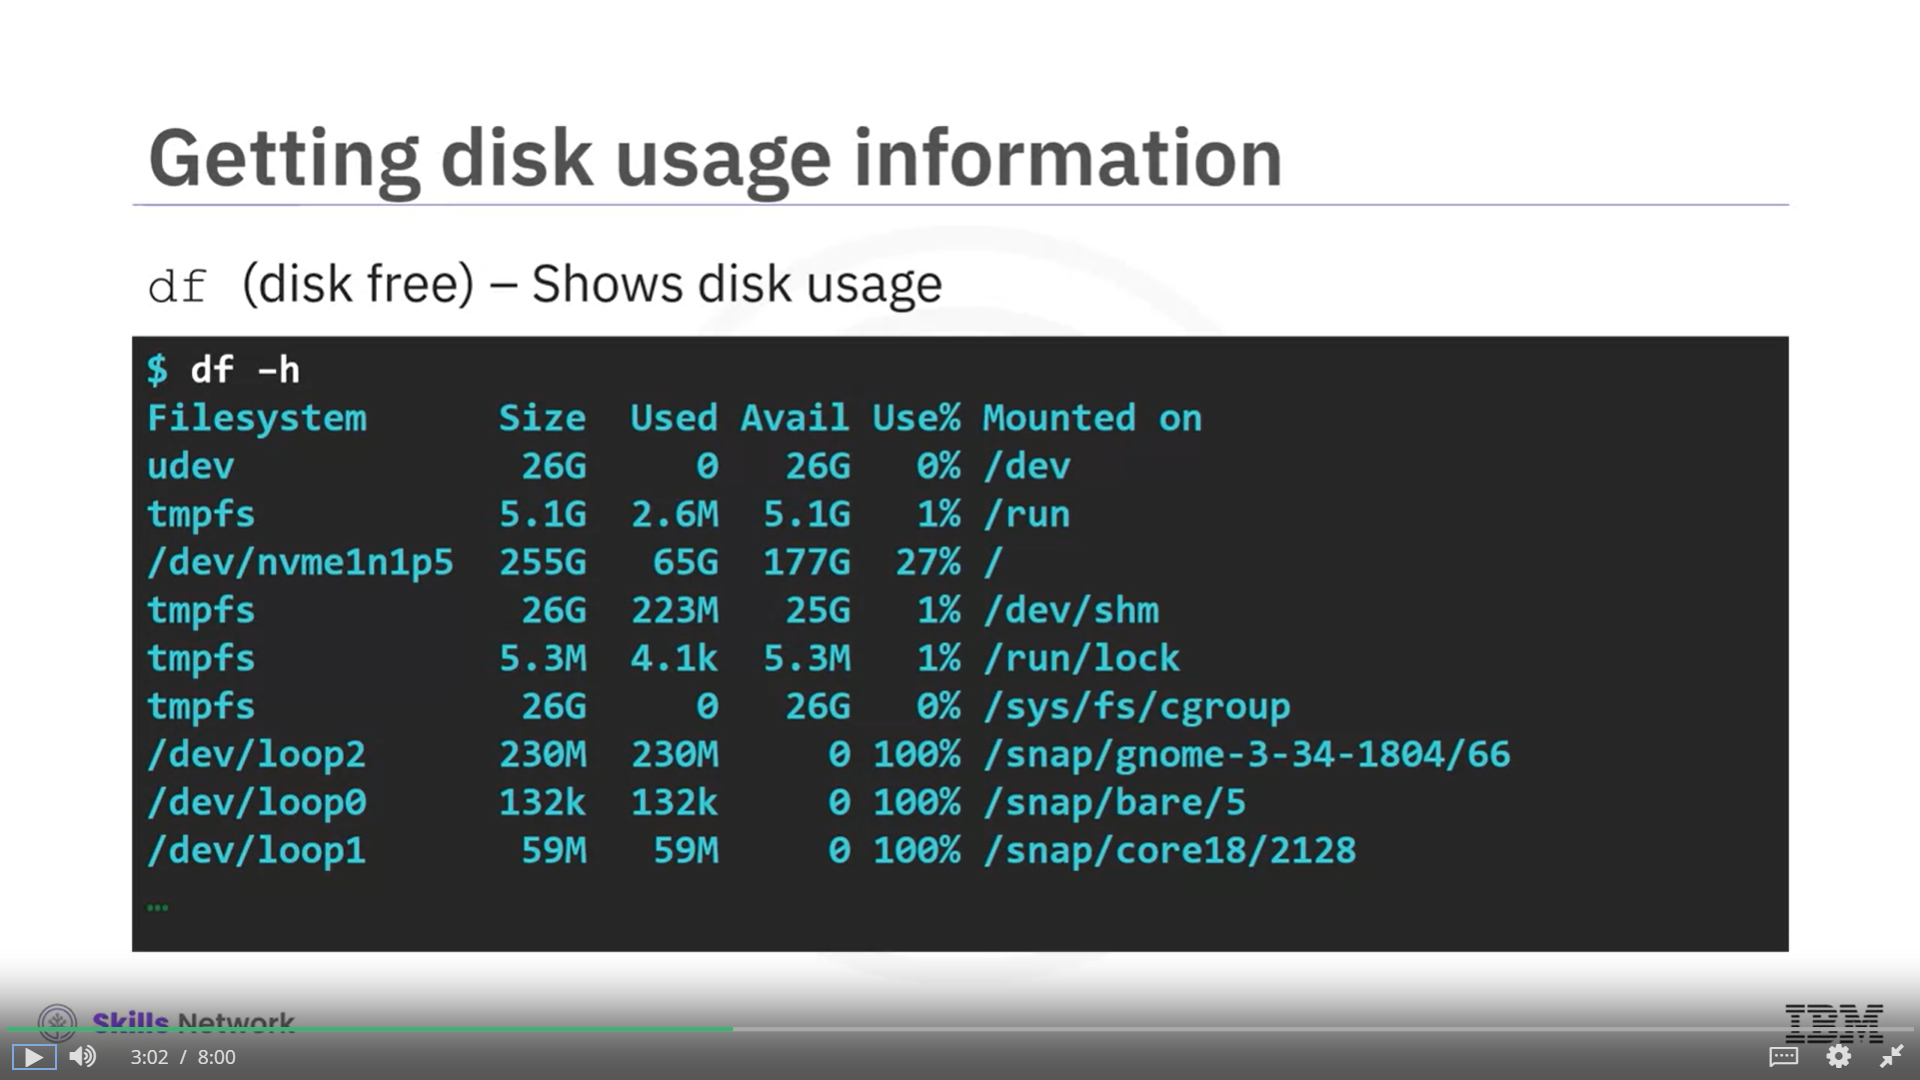 Getting disk usage information
df (disk free) – Shows disk usage
$ df –h
Filesystem Size Used Avail Use% Mounted on
udev 26G 0 26G 0% /dev
tmpfs 5.1G 2.6M 5.1G 1% /run
/dev/nvme1n1p5 255G 65G 177G 27% /
tmpfs 26G 223M 25G 1% /dev/shm
tmpfs 5.3M 4.1k 5.3M 1% /run/lock
tmpfs 26G 0 26G 0% /sys/fs/cgroup
/dev/loop2 230M 230M 0 100% /snap/gnome-3-34-1804/66
/dev/loop0 132k 132k 0 100% /snap/bare/5
/dev/loop1 59M 59M 0 100% /snap/core18/2128
…
Skills Network
IBM
3:02 / 8:00